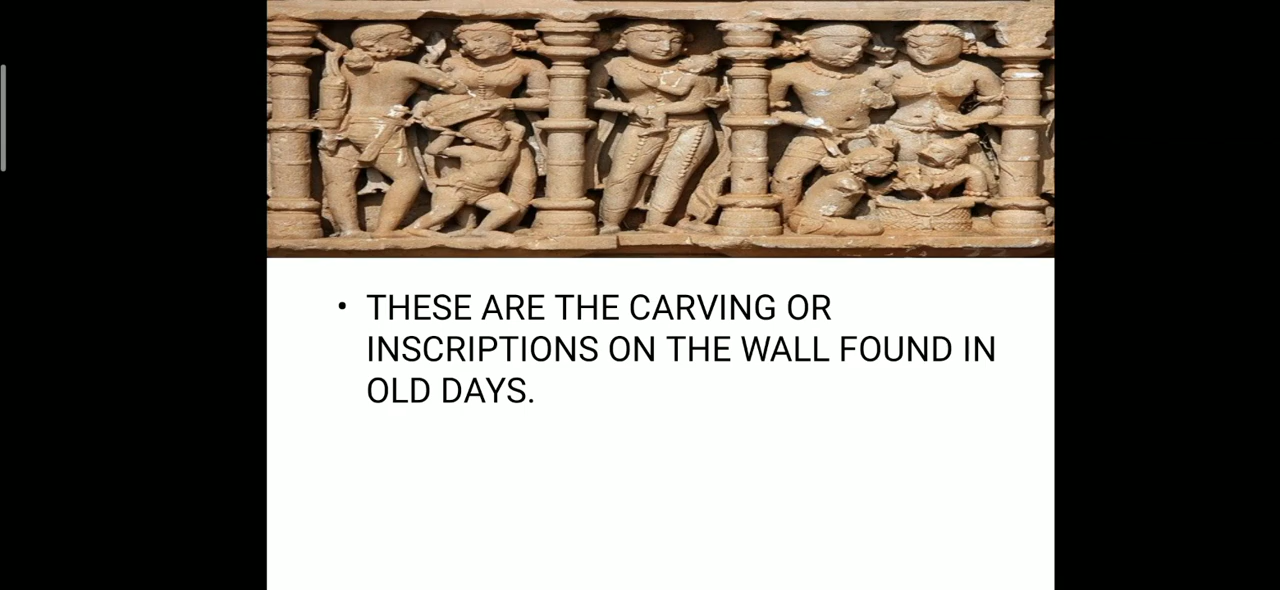 • THESE ARE THE CARVING OR
INSCRIPTIONS ON THE WALL FOUND IN
OLD DAYS.